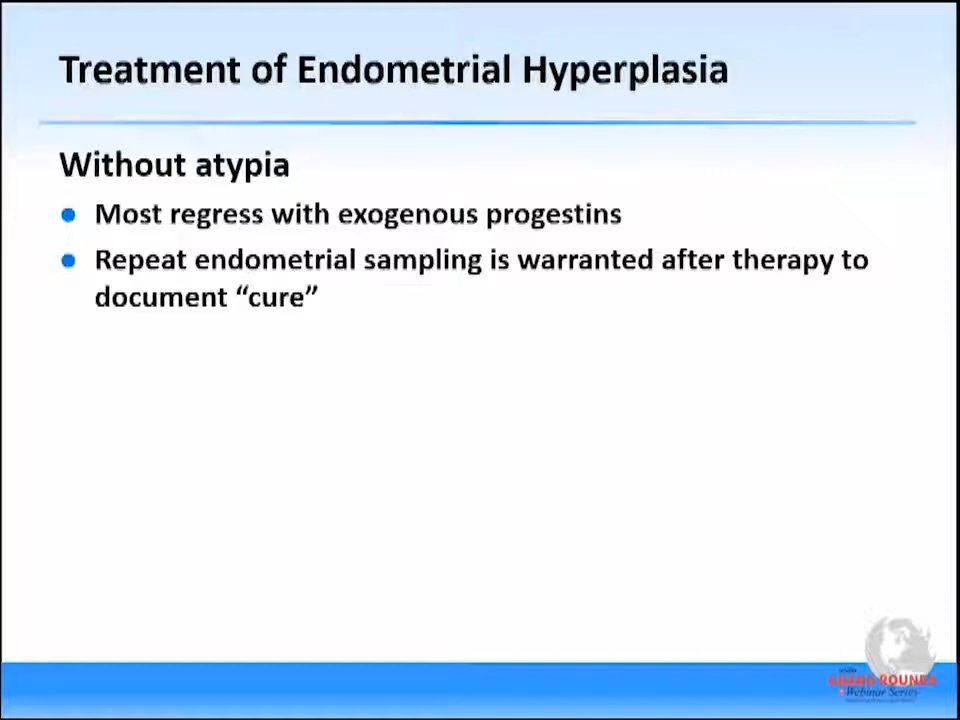 Treatment of Endometrial Hyperplasia
Without atypia
Most regress with exogenous progestins
Repeat endometrial sampling is warranted after therapy to
document “cure”
GRAND ROUNDS
Webinar Series